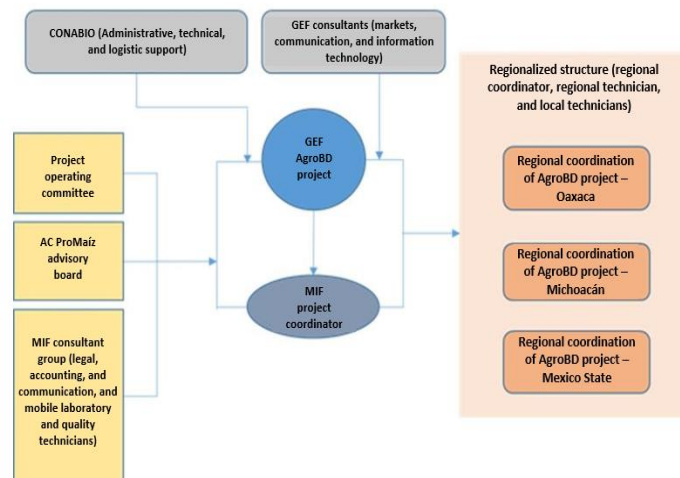 CONABIO (Administrative, technical,
and logistic support)
GEF consultants (markets,
communication, and information
technology)
Regionalized structure (regional
coordinator, regional technician,
and local technicians)
GEF
AgroBD
project
Project
operating
committee
Regional coordination
of AgroBD project –
Oaxaca
AC ProMaíz
advisory
board
Regional coordination
of AgroBD project –
Michoacán
MIF
project
coordinator
MIF consultant
group (legal,
accounting, and
communication, and
mobile laboratory
and quality
technicians)
Regional coordination
of AgroBD project –
Mexico State